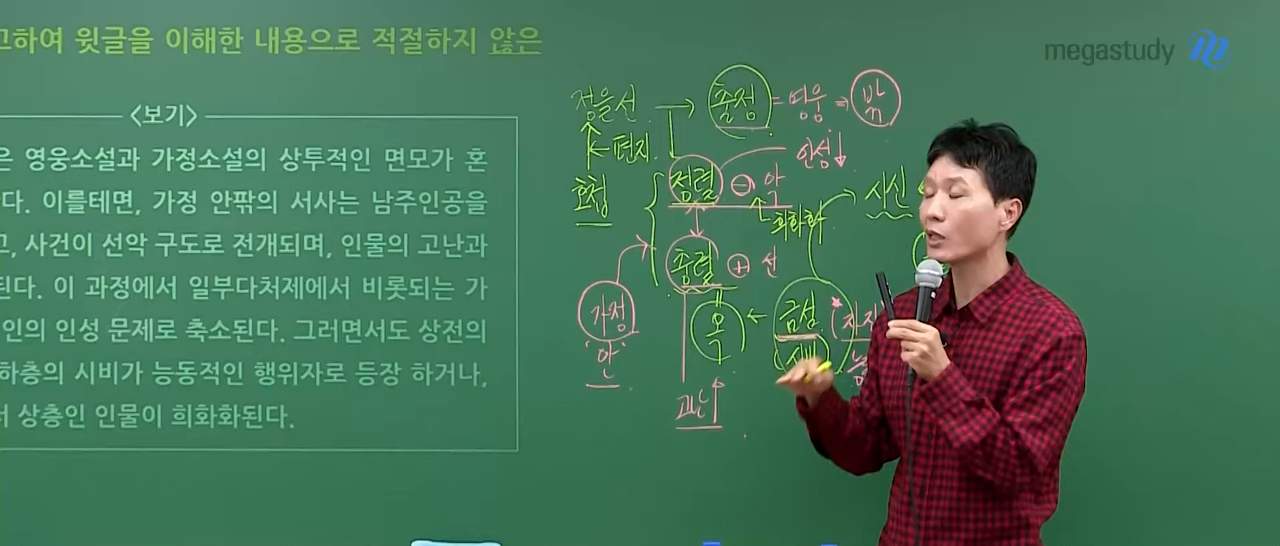 고하여 윗글을 이해한 내용으로 적절하지 않은
megastudy
<보기>
은 영웅소설과 가정소설의 상투적인 면모가 혼
다. 이를테면, 가정 안팎의 서사는 남주인공을
고, 사건이 선악 구도로 전개되며, 인물의 고난과
된다. 이 과정에서 일부다처제에서 비롯되는 가
인의 인성 문제로 축소된다. 그러면서도 상전의
하층의 시비가 능동적인 행위자로 등장 하거나,
서 상층인 인물이 희화화된다.
정을선 → 출정 = 영웅 ⇒ 밖
편지
인성↓
호첩
정렬 ⊖ 악
희화화
시신
충렬 ⊕ 선
가정
'안'
옥 ← 금섬
(시비)
고난↑